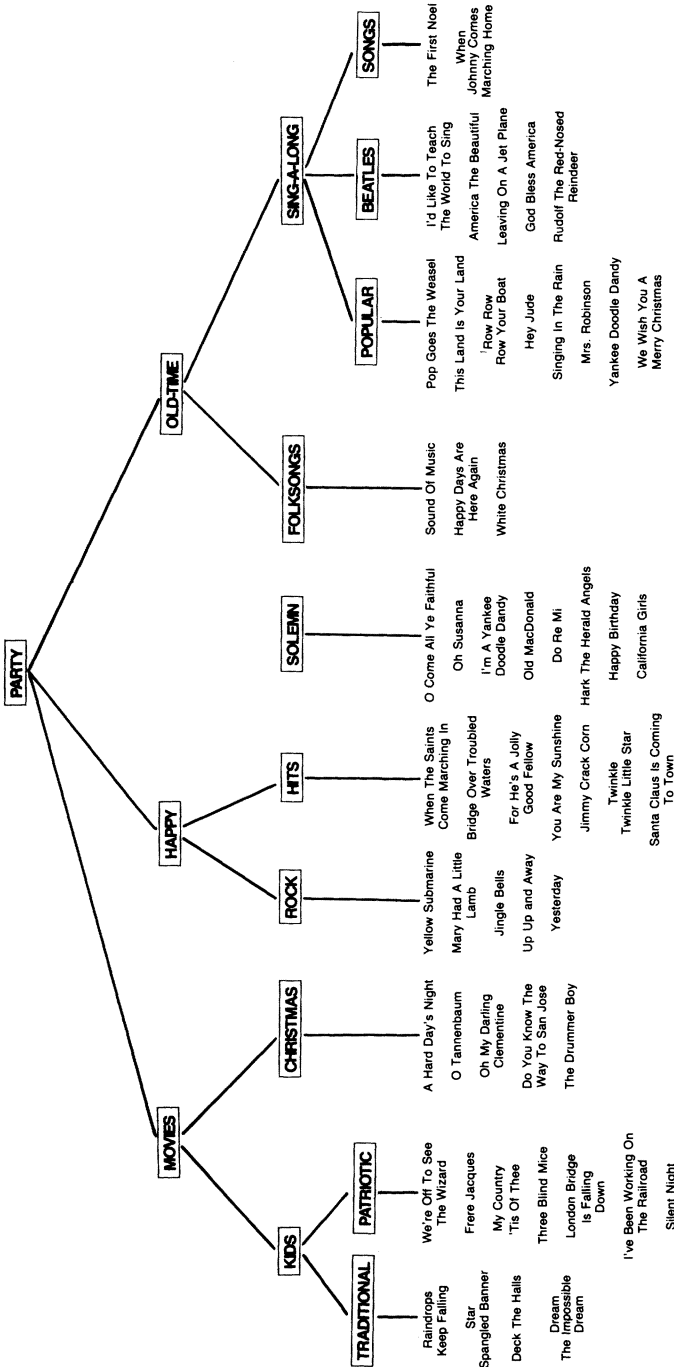 PARTY
MOVIES
HAPPY
OLD-TIME
KIDS
CHRISTMAS
ROCK
HITS
SOLEMN
FOLKSONGS
SING-A-LONG
TRADITIONAL
PATRIOTIC
POPULAR
BEATLES
SONGS
Raindrops
Keep Falling
Star
Spangled Banner
Deck The Halls
Dream
The Impossible
Dream
We're Off To See
The Wizard
Frere Jacques
My Country
'Tis Of Thee
Three Blind Mice
London Bridge
Is Falling
Down
I've Been Working On
The Railroad
Silent Night
A Hard Day's Night
O Tannenbaum
Oh My Darling
Clementine
Do You Know The
Way To San Jose
The Drummer Boy
Yellow Submarine
Mary Had A Little
Lamb
Jingle Bells
Up Up and Away
Yesterday
When The Saints
Come Marching In
Bridge Over Troubled
Waters
For He's A Jolly
Good Fellow
You Are My Sunshine
Jimmy Crack Corn
Twinkle
Twinkle Little Star
Santa Claus Is Coming
To Town
O Come All Ye Faithful
Oh Susanna
I'm A Yankee
Doodle Dandy
Old MacDonald
Do Re Mi
Hark The Herald Angels
Happy Birthday
California Girls
Sound Of Music
Happy Days Are
Here Again
White Christmas
Pop Goes The Weasel
This Land Is Your Land
Row Row
Row Your Boat
Hey Jude
Singing In The Rain
Mrs. Robinson
Yankee Doodle Dandy
We Wish You A
Merry Christmas
I'd Like To Teach
The World To Sing
America The Beautiful
Leaving On A Jet Plane
God Bless America
Rudolf The Red-Nosed
Reindeer
The First Noel
When
Johnny Comes
Marching Home